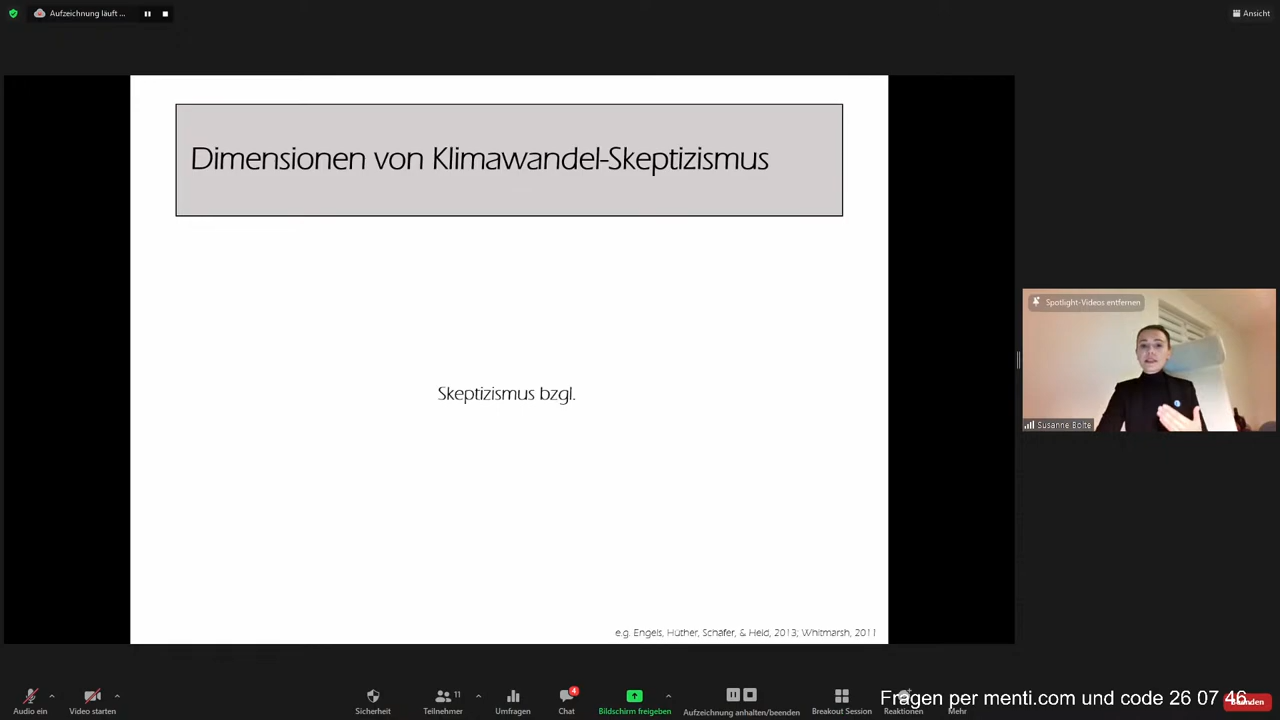 Aufzeichnung läuft ...
Ansicht
Dimensionen von Klimawandel-Skeptizismus
Skeptizismus bzgl.
e.g. Engels, Hüther, Schäfer, & Held, 2013; Whitmarsh, 2011
Spotlight-Videos entfernen
Susanne Bolte
Audio ein
Video starten
Sicherheit
11
Teilnehmer
Umfragen
4
Chat
Bildschirm freigeben
Aufzeichnung anhalten/beenden
Breakout Session
Reaktionen
Mehr
Fragen per menti.com und code 26 07 46
Beenden